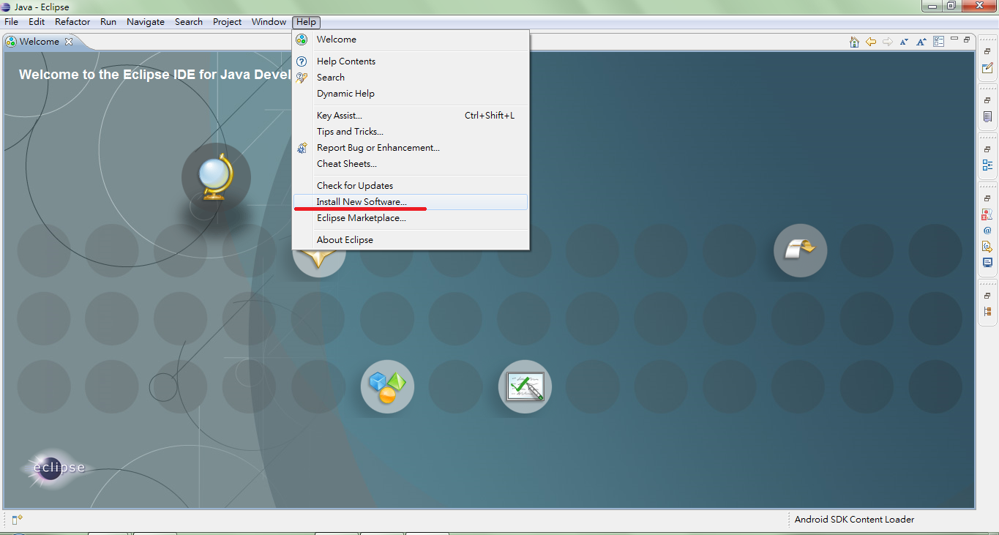 Java - Eclipse
File Edit Refactor Run Navigate Search Project Window Help
Welcome
Welcome to the Eclipse IDE for Java Devel
Welcome
Help Contents
Search
Dynamic Help
Key Assist... Ctrl+Shift+L
Tips and Tricks...
Report Bug or Enhancement...
Cheat Sheets...
Check for Updates
Install New Software...
Eclipse Marketplace...
About Eclipse
eclipse
Android SDK Content Loader